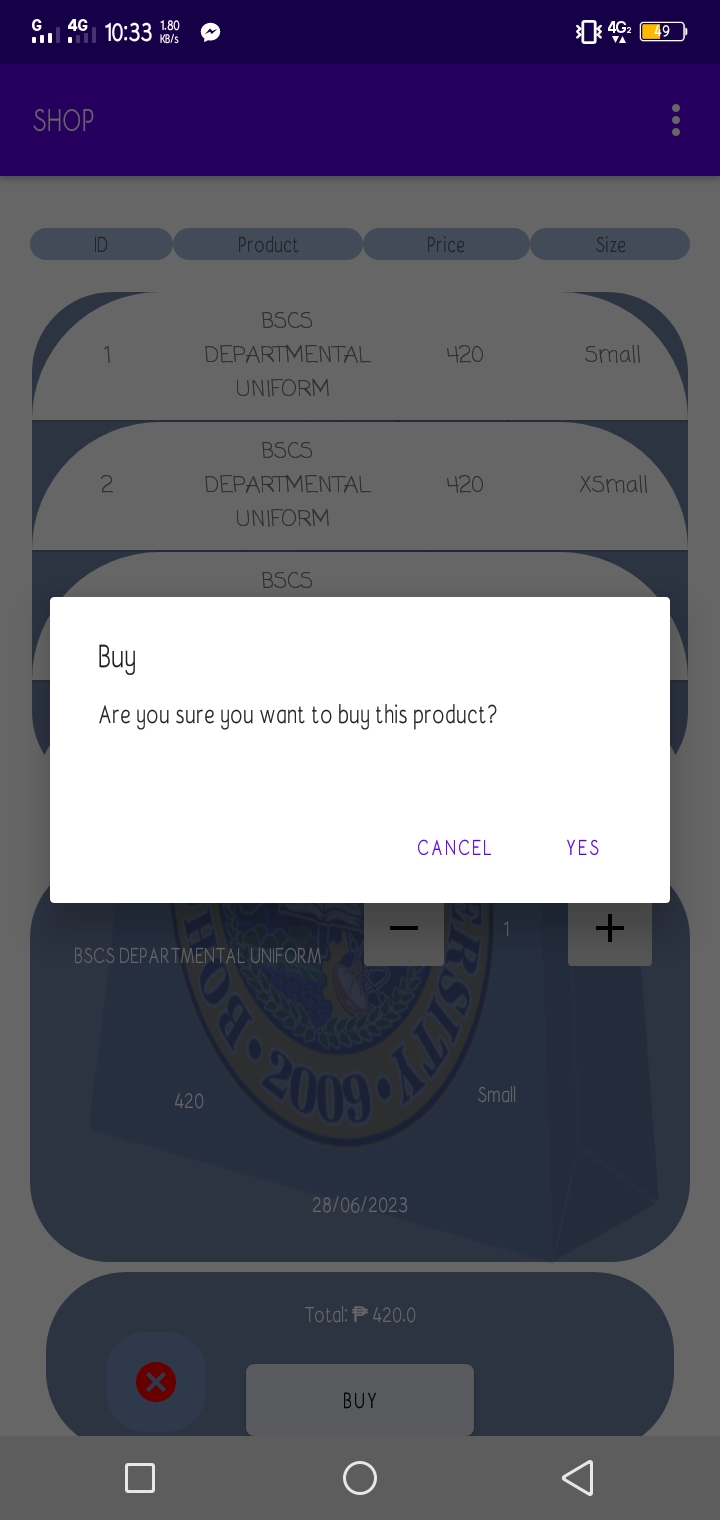 G 4G 10:33 1.80 KB/s 4G2 49
SHOP
ID Product Price Size
BSCS
1 DEPARTMENTAL 420 Small
UNIFORM
BSCS
2 DEPARTMENTAL 420 XSmall
UNIFORM
BSCS
Buy
Are you sure you want to buy this product?
CANCEL YES
1
BSCS DEPARTMENTAL UNIFORM
2009
420 Small
28/06/2023
Total: ₱ 420.0
BUY